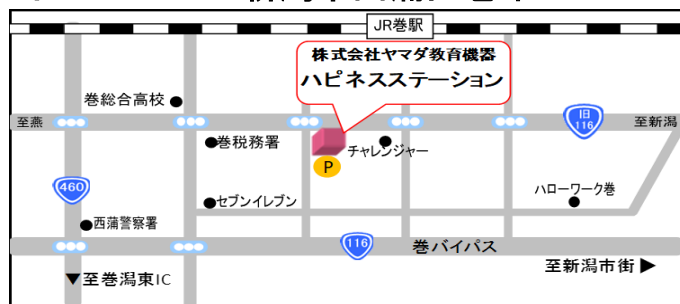 JR巻駅
株式会社ヤマダ教育機器
ハピネスステーション
巻総合高校
至燕
旧
116
至新潟
巻税務署
チャレンジャー
P
460
セブンイレブン
ハローワーク巻
西蒲警察署
116
巻バイパス
至新潟市街▶
▼至巻潟東IC